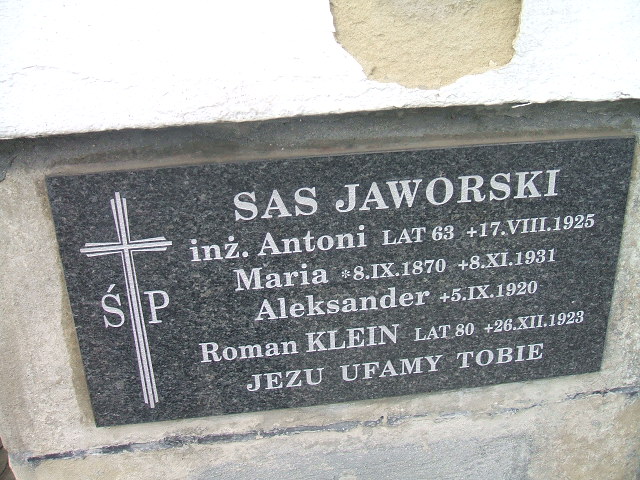 SAS JAWORSKI
inż. Antoni LAT 63 +17.VIII.1925
Maria *8.IX.1870 +8.XI.1931
Aleksander +5.IX.1920
Ś P
Roman KLEIN LAT 80 +26.XII.1923
JEZU UFAMY TOBIE